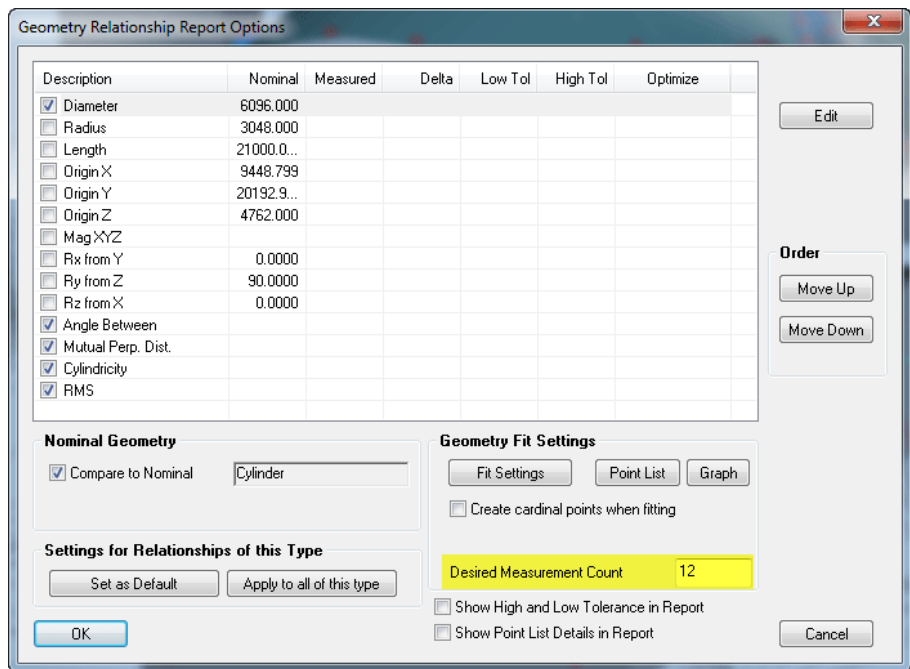 Geometry Relationship Report Options
Description Nominal Measured Delta Low Tol High Tol Optimize
Diameter 6096.000
Radius 3048.000
Length 21000.0...
Origin X 9448.799
Origin Y 20192.9...
Origin Z 4762.000
Mag XYZ
Rx from Y 0.0000
Ry from Z 90.0000
Rz from X 0.0000
Angle Between
Mutual Perp. Dist.
Cylindricity
RMS
Edit
Order
Move Up
Move Down
Nominal Geometry
Compare to Nominal Cylinder
Geometry Fit Settings
Fit Settings Point List Graph
Create cardinal points when fitting
Desired Measurement Count 12
Settings for Relationships of this Type
Set as Default Apply to all of this type
Show High and Low Tolerance in Report
Show Point List Details in Report
OK
Cancel